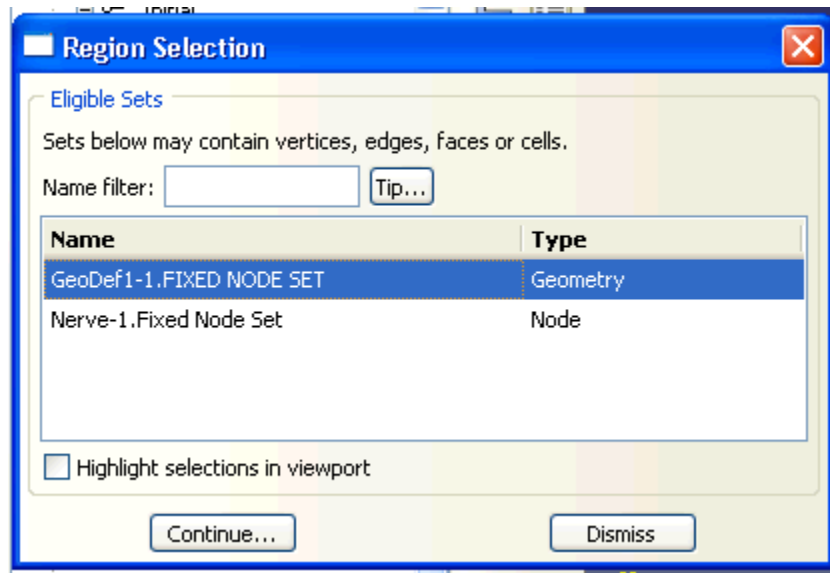 Initial
Region Selection
Eligible Sets
Sets below may contain vertices, edges, faces or cells.
Name filter: Tip...
Name Type
GeoDef1-1.FIXED NODE SET Geometry
Nerve-1.Fixed Node Set Node
Highlight selections in viewport
Continue... Dismiss